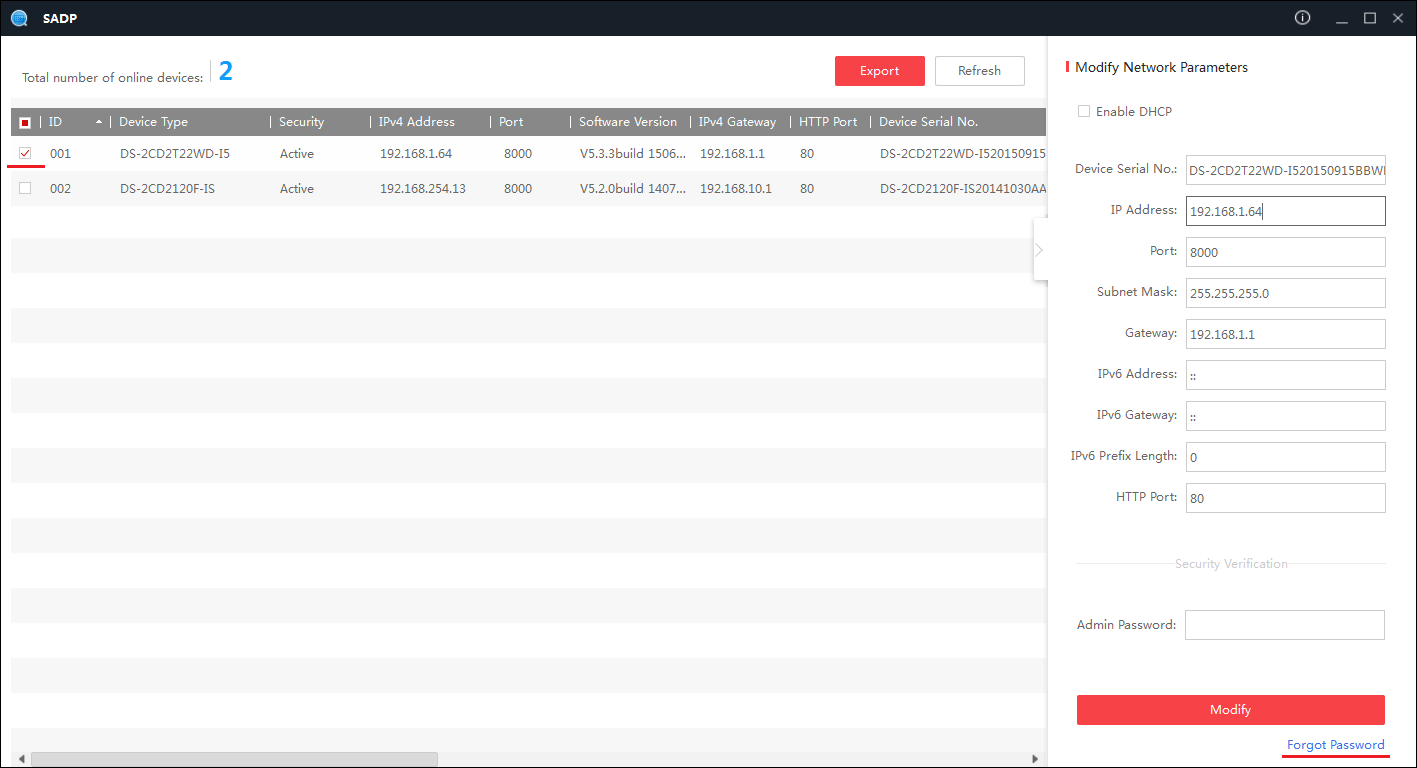 SADP
Total number of online devices: 2
Export Refresh
ID Device Type Security IPv4 Address Port Software Version IPv4 Gateway HTTP Port Device Serial No.
001 DS-2CD2T22WD-I5 Active 192.168.1.64 8000 V5.3.3build 1506... 192.168.1.1 80 DS-2CD2T22WD-I520150915
002 DS-2CD2120F-IS Active 192.168.254.13 8000 V5.2.0build 1407... 192.168.10.1 80 DS-2CD2120F-IS20141030AA
Modify Network Parameters
Enable DHCP
Device Serial No.: DS-2CD2T22WD-I520150915BBW
IP Address: 192.168.1.64
Port: 8000
Subnet Mask: 255.255.255.0
Gateway: 192.168.1.1
IPv6 Address: ::
IPv6 Gateway: ::
IPv6 Prefix Length: 0
HTTP Port: 80
Security Verification
Admin Password:
Modify
Forgot Password